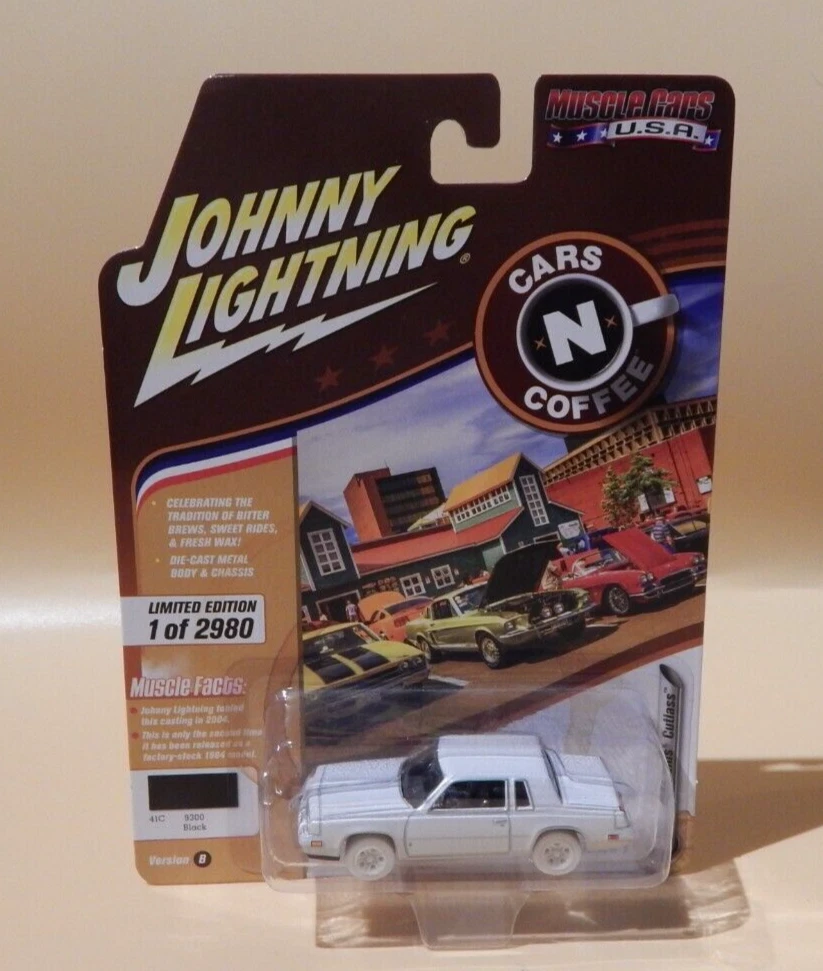 MUSCLE CARS
U.S.A.
JOHNNY
LIGHTNING®
CARS
N
COFFEE
• CELEBRATING THE
TRADITION OF BITTER
BREWS, SWEET RIDES,
& FRESH WAX!
• DIE-CAST METAL
BODY & CHASSIS
LIMITED EDITION
1 of 2980
Muscle Facts:
• Johnny Lightning tooled
this casting in 2004.
• This is only the second time
it has been released as a
factory-stock 1984 model.
41C 9300
Black
Version B
Cutlass™